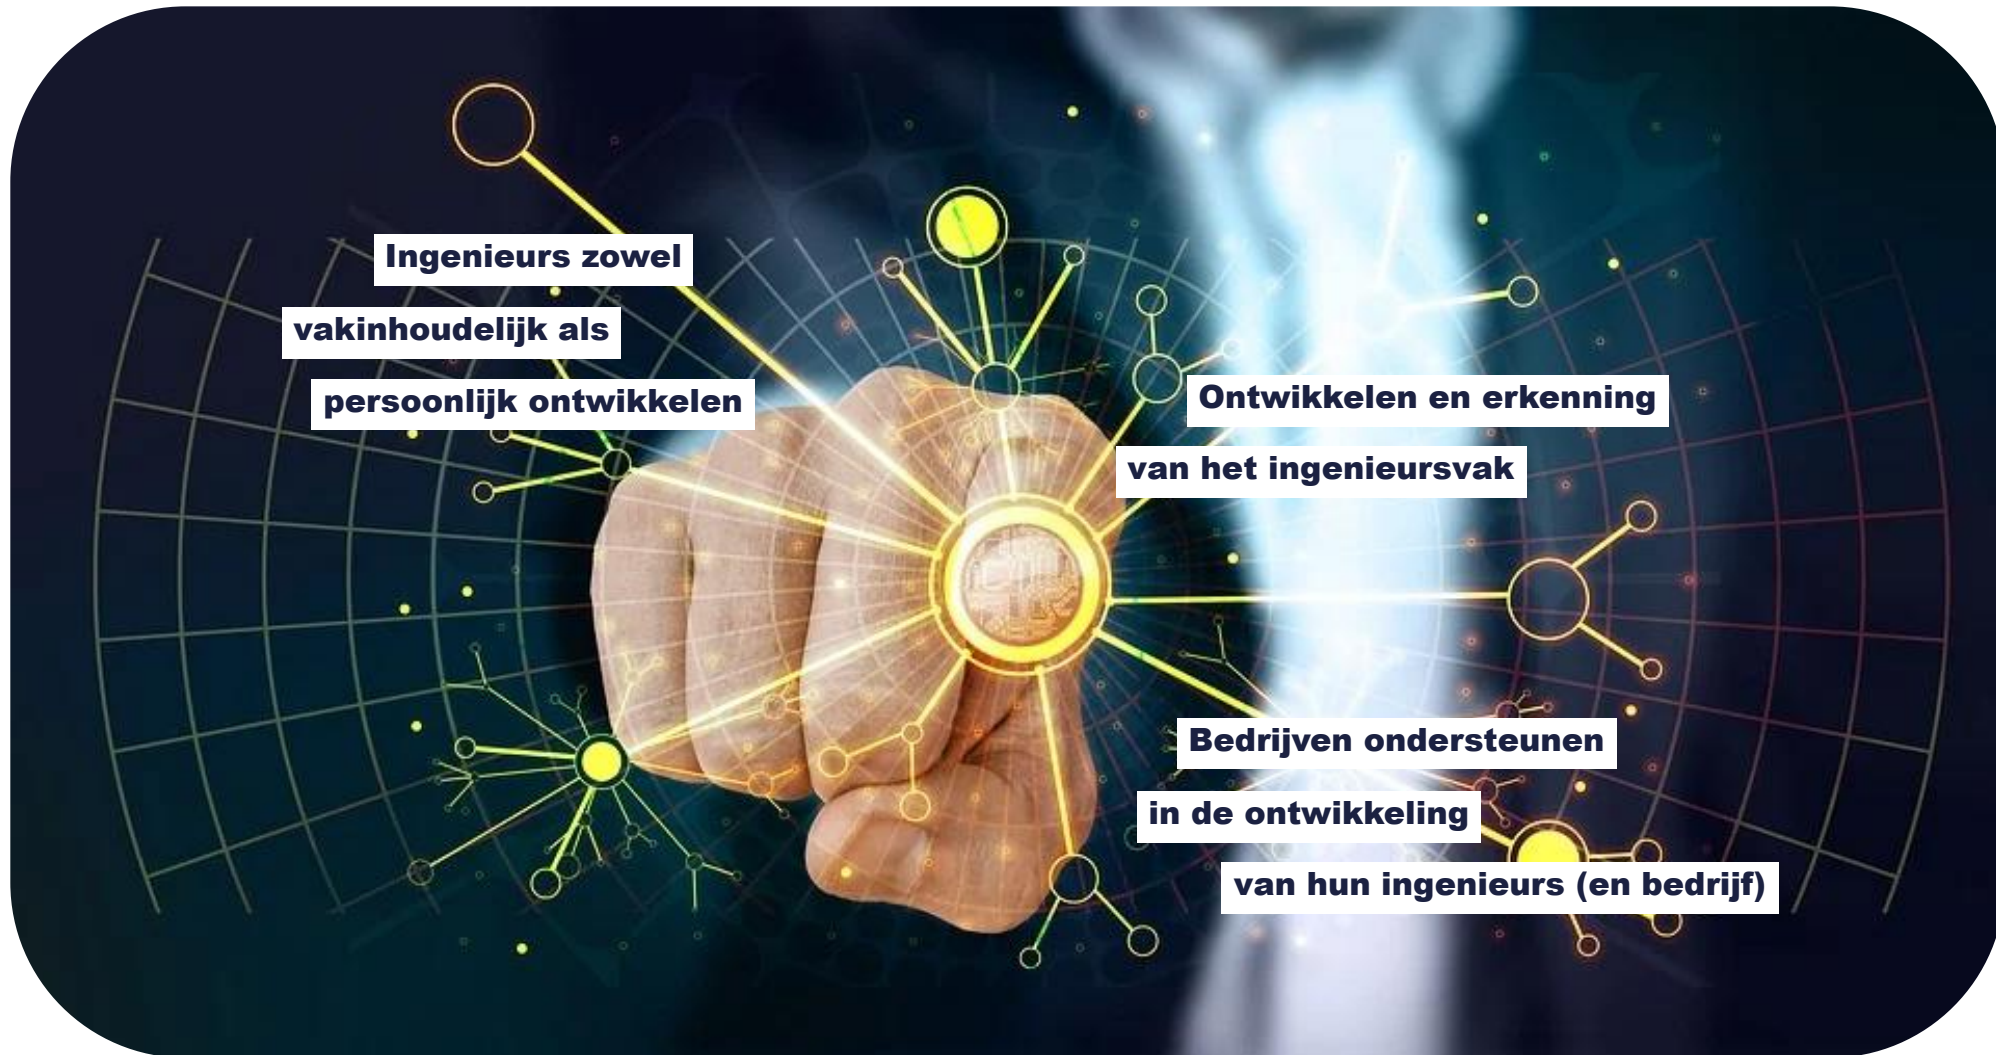 Ingenieurs zowel
vakinhoudelijk als
persoonlijk ontwikkelen
Ontwikkelen en erkenning
van het ingenieursvak
Bedrijven ondersteunen
in de ontwikkeling
van hun ingenieurs (en bedrijf)